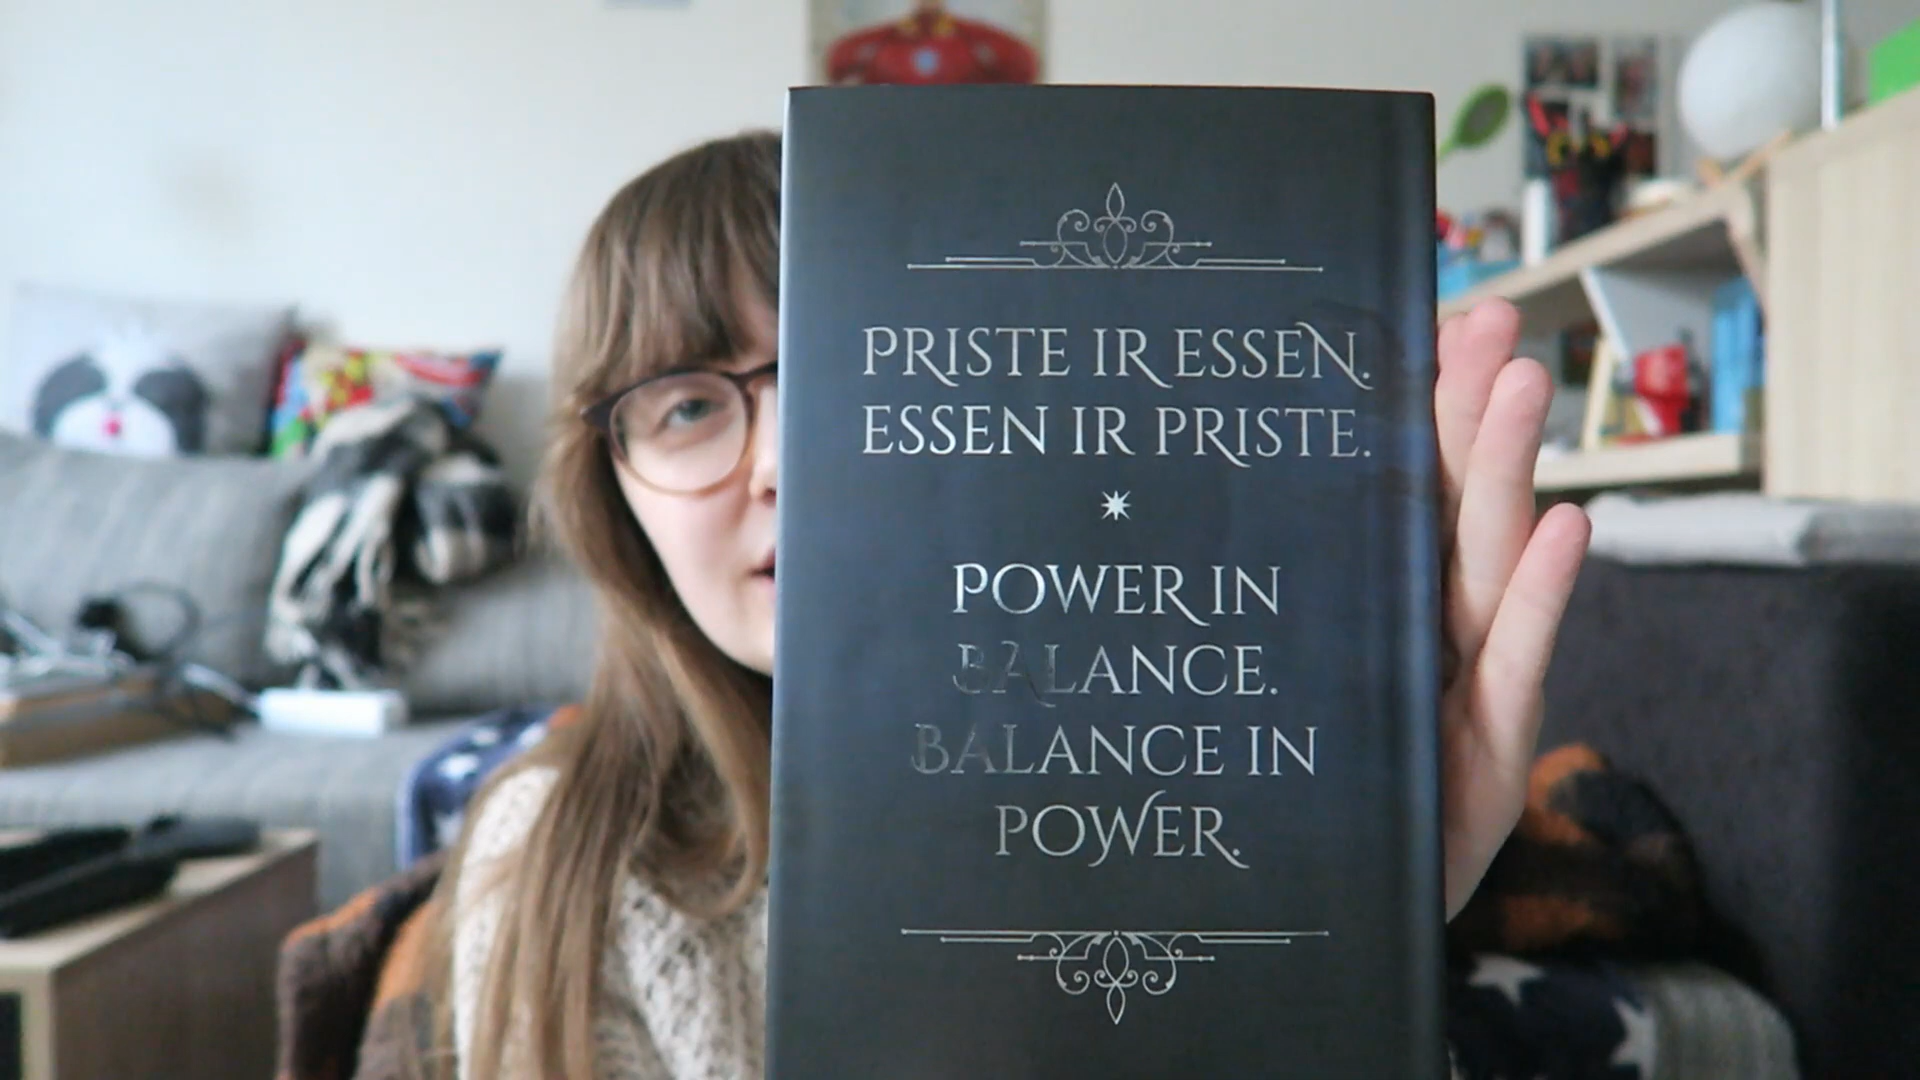 PRISTE IR ESSEN.
ESSEN IR PRISTE.
POWER IN
BALANCE.
BALANCE IN
POWER.